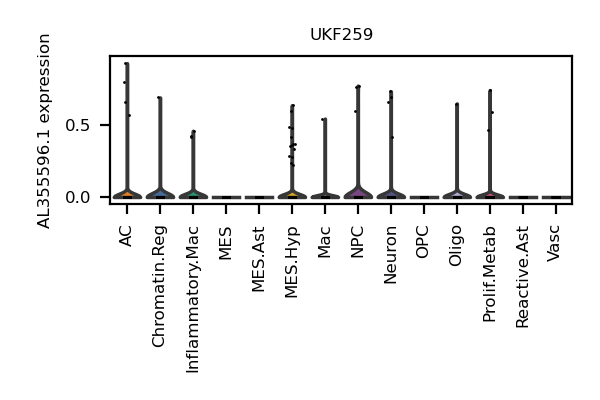 UKF259
AL355596.1 expression
0.5
0.0
AC
Chromatin.Reg
Inflammatory.Mac
MES
MES.Ast
MES.Hyp
Mac
NPC
Neuron
OPC
Oligo
Prolif.Metab
Reactive.Ast
Vasc